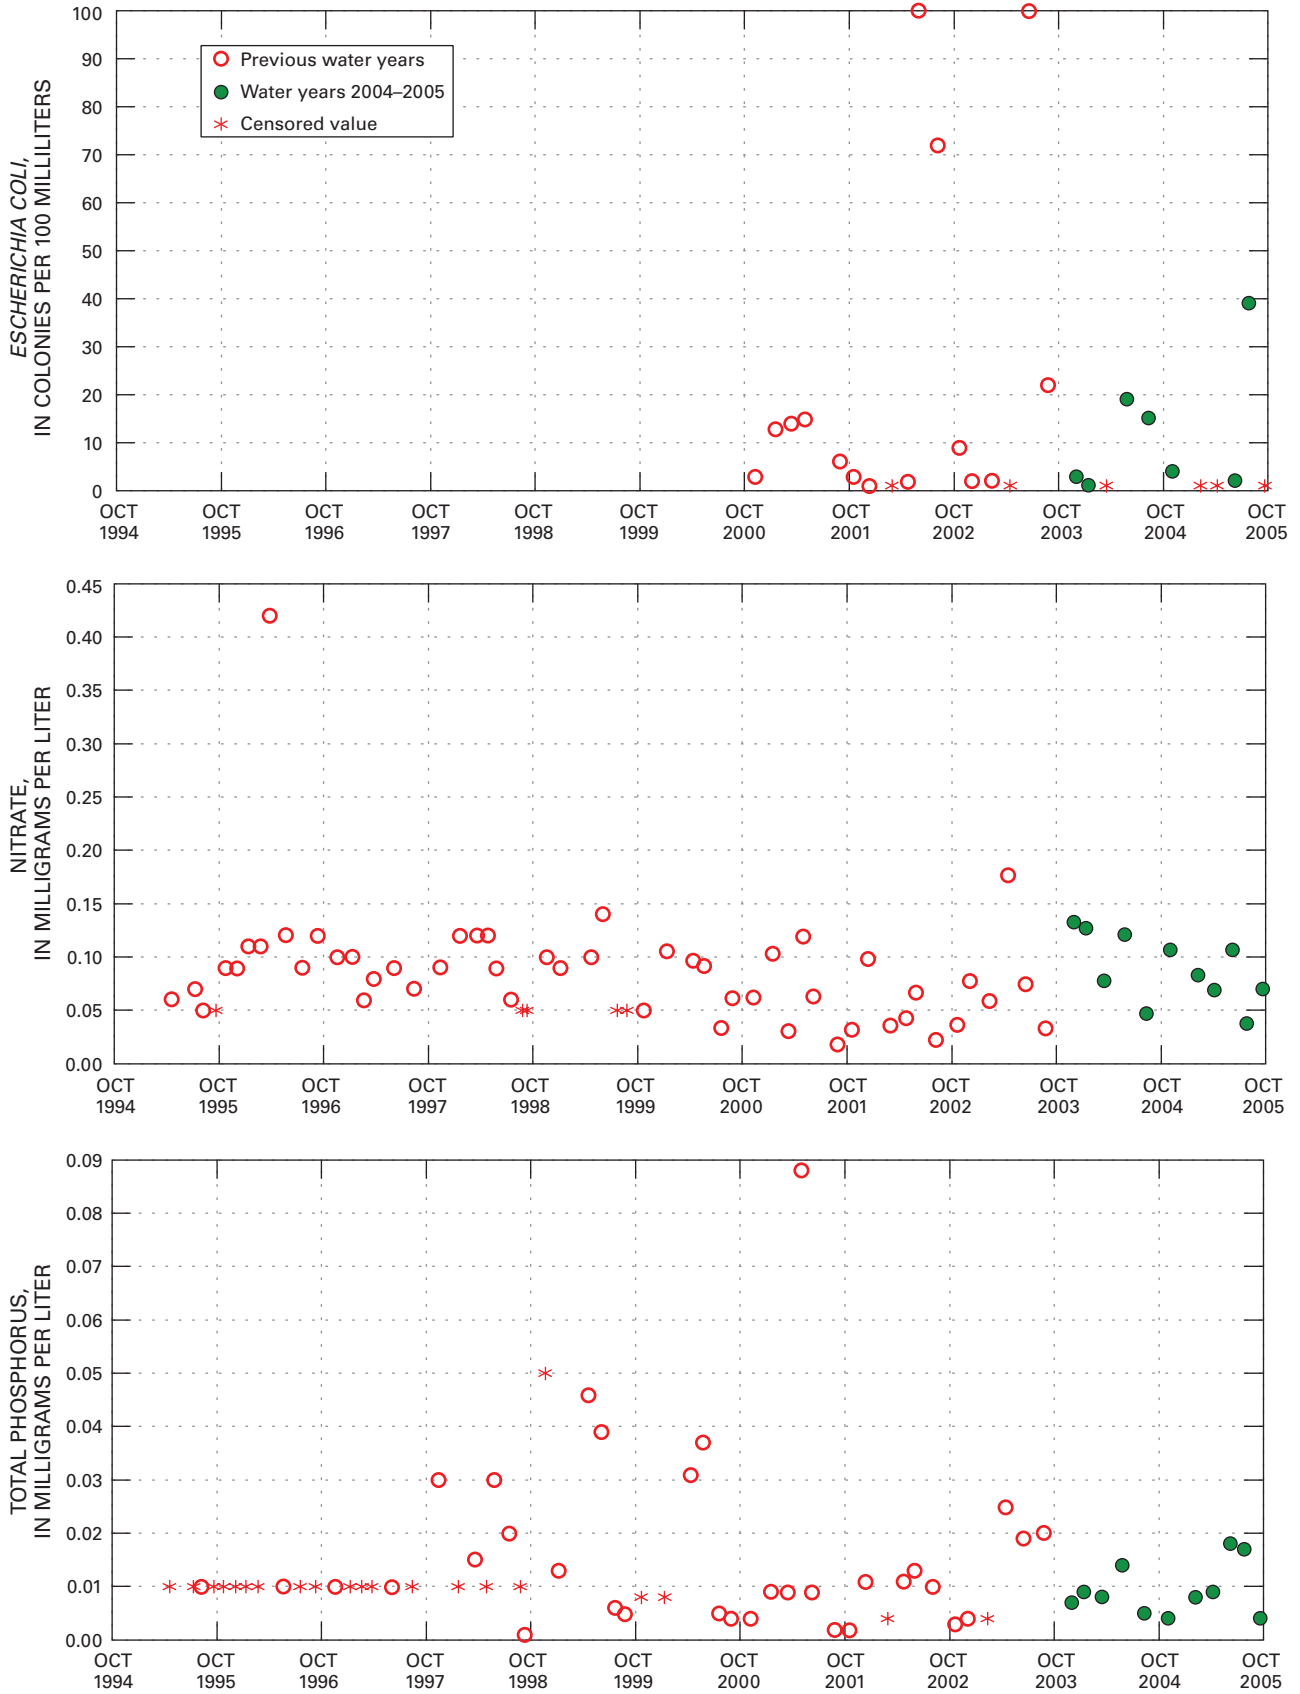 100
90
80
70
60
50
40
30
20
10
0
ESCHERICHIA COLI,
IN COLONIES PER 100 MILLILITERS
Previous water years
Water years 2004–2005
Censored value
OCT OCT OCT OCT OCT OCT OCT OCT OCT OCT OCT OCT
1994 1995 1996 1997 1998 1999 2000 2001 2002 2003 2004 2005
0.45
0.40
0.35
0.30
0.25
0.20
0.15
0.10
0.05
0.00
NITRATE,
IN MILLIGRAMS PER LITER
OCT OCT OCT OCT OCT OCT OCT OCT OCT OCT OCT OCT
1994 1995 1996 1997 1998 1999 2000 2001 2002 2003 2004 2005
0.09
0.08
0.07
0.06
0.05
0.04
0.03
0.02
0.010
0.00
TOTAL PHOSPHORUS,
IN MILLIGRAMS PER LITER
OCT OCT OCT OCT OCT OCT OCT OCT OCT OCT OCT OCT
1994 1995 1996 1997 1998 1999 2000 2001 2002 2003 2004 2005